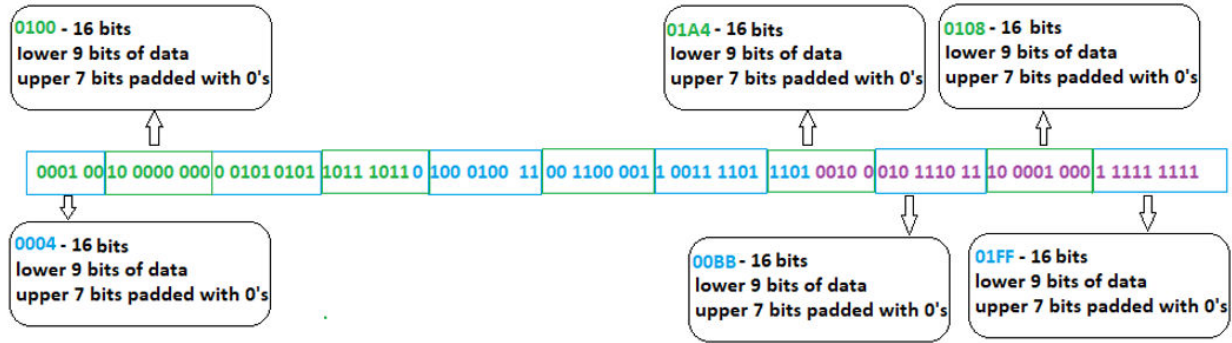 0100 - 16 bits
lower 9 bits of data
upper 7 bits padded with 0's
01A4 - 16 bits
lower 9 bits of data
upper 7 bits padded with 0's
0108 - 16 bits
lower 9 bits of data
upper 7 bits padded with 0's
0001 00 10 0000 000 0 0101 0101 1011 1011 0 100 0100 11 00 1100 001 1 0011 1101 1101 0010 0 010 1110 11 10 0001 000 1 1111 1111
0004 - 16 bits
lower 9 bits of data
upper 7 bits padded with 0's
00BB - 16 bits
lower 9 bits of data
upper 7 bits padded with 0's
01FF - 16 bits
lower 9 bits of data
upper 7 bits padded with 0's